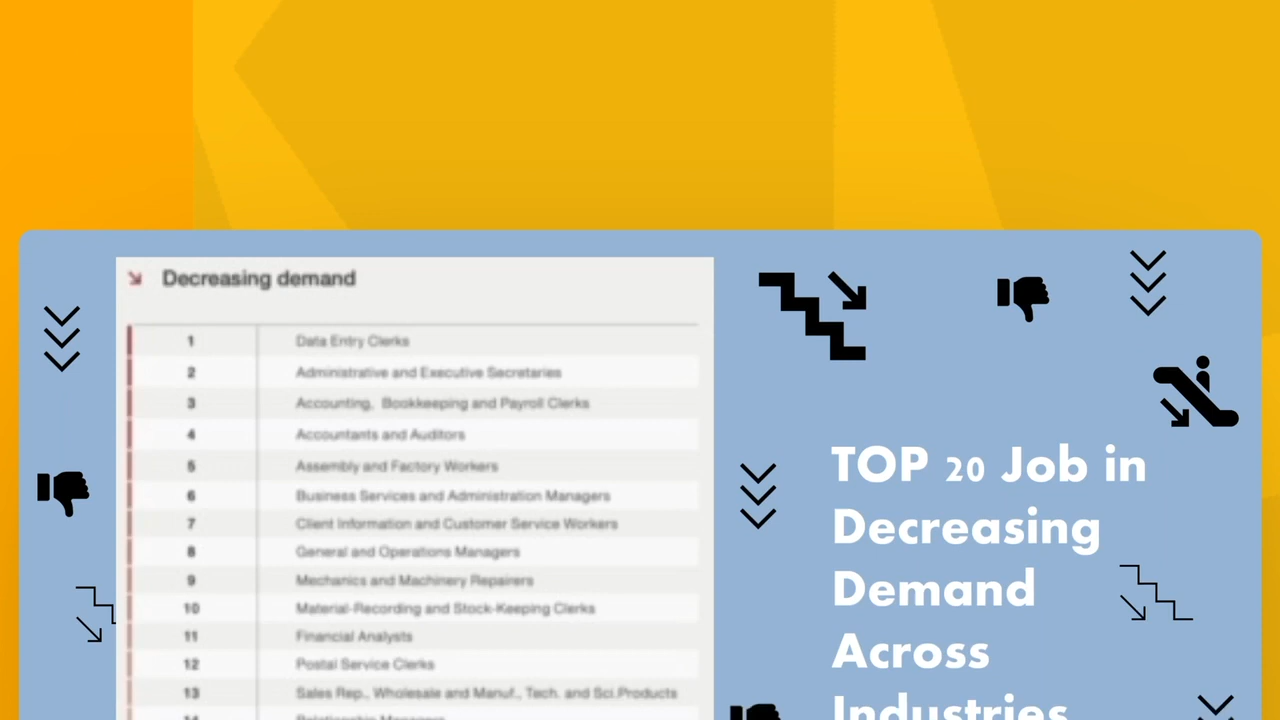 Decreasing demand
1 Data Entry Clerks
2 Administrative and Executive Secretaries
3 Accounting, Bookkeeping and Payroll Clerks
4 Accountants and Auditors
5 Assembly and Factory Workers
6 Business Services and Administration Managers
7 Client Information and Customer Service Workers
8 General and Operations Managers
9 Mechanics and Machinery Repairers
10 Material-Recording and Stock-Keeping Clerks
11 Financial Analysts
12 Postal Service Clerks
13 Sales Rep., Wholesale and Manuf., Tech. and Sci.Products
14 Relationship Managers
TOP 20 Job in
Decreasing
Demand
Across
Industries